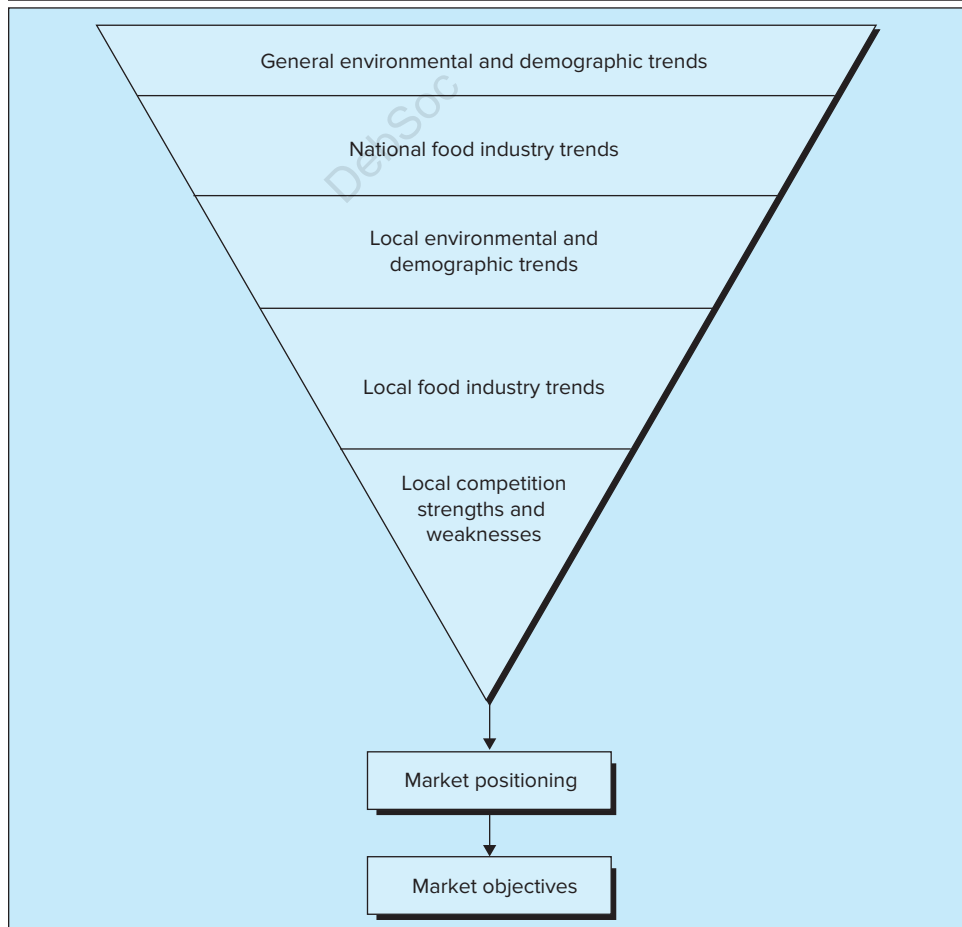 General environmental and demographic trends
DebSoc
National food industry trends
Local environmental and
demographic trends
Local food industry trends
Local competition
strengths and
weaknesses
Market positioning
Market objectives